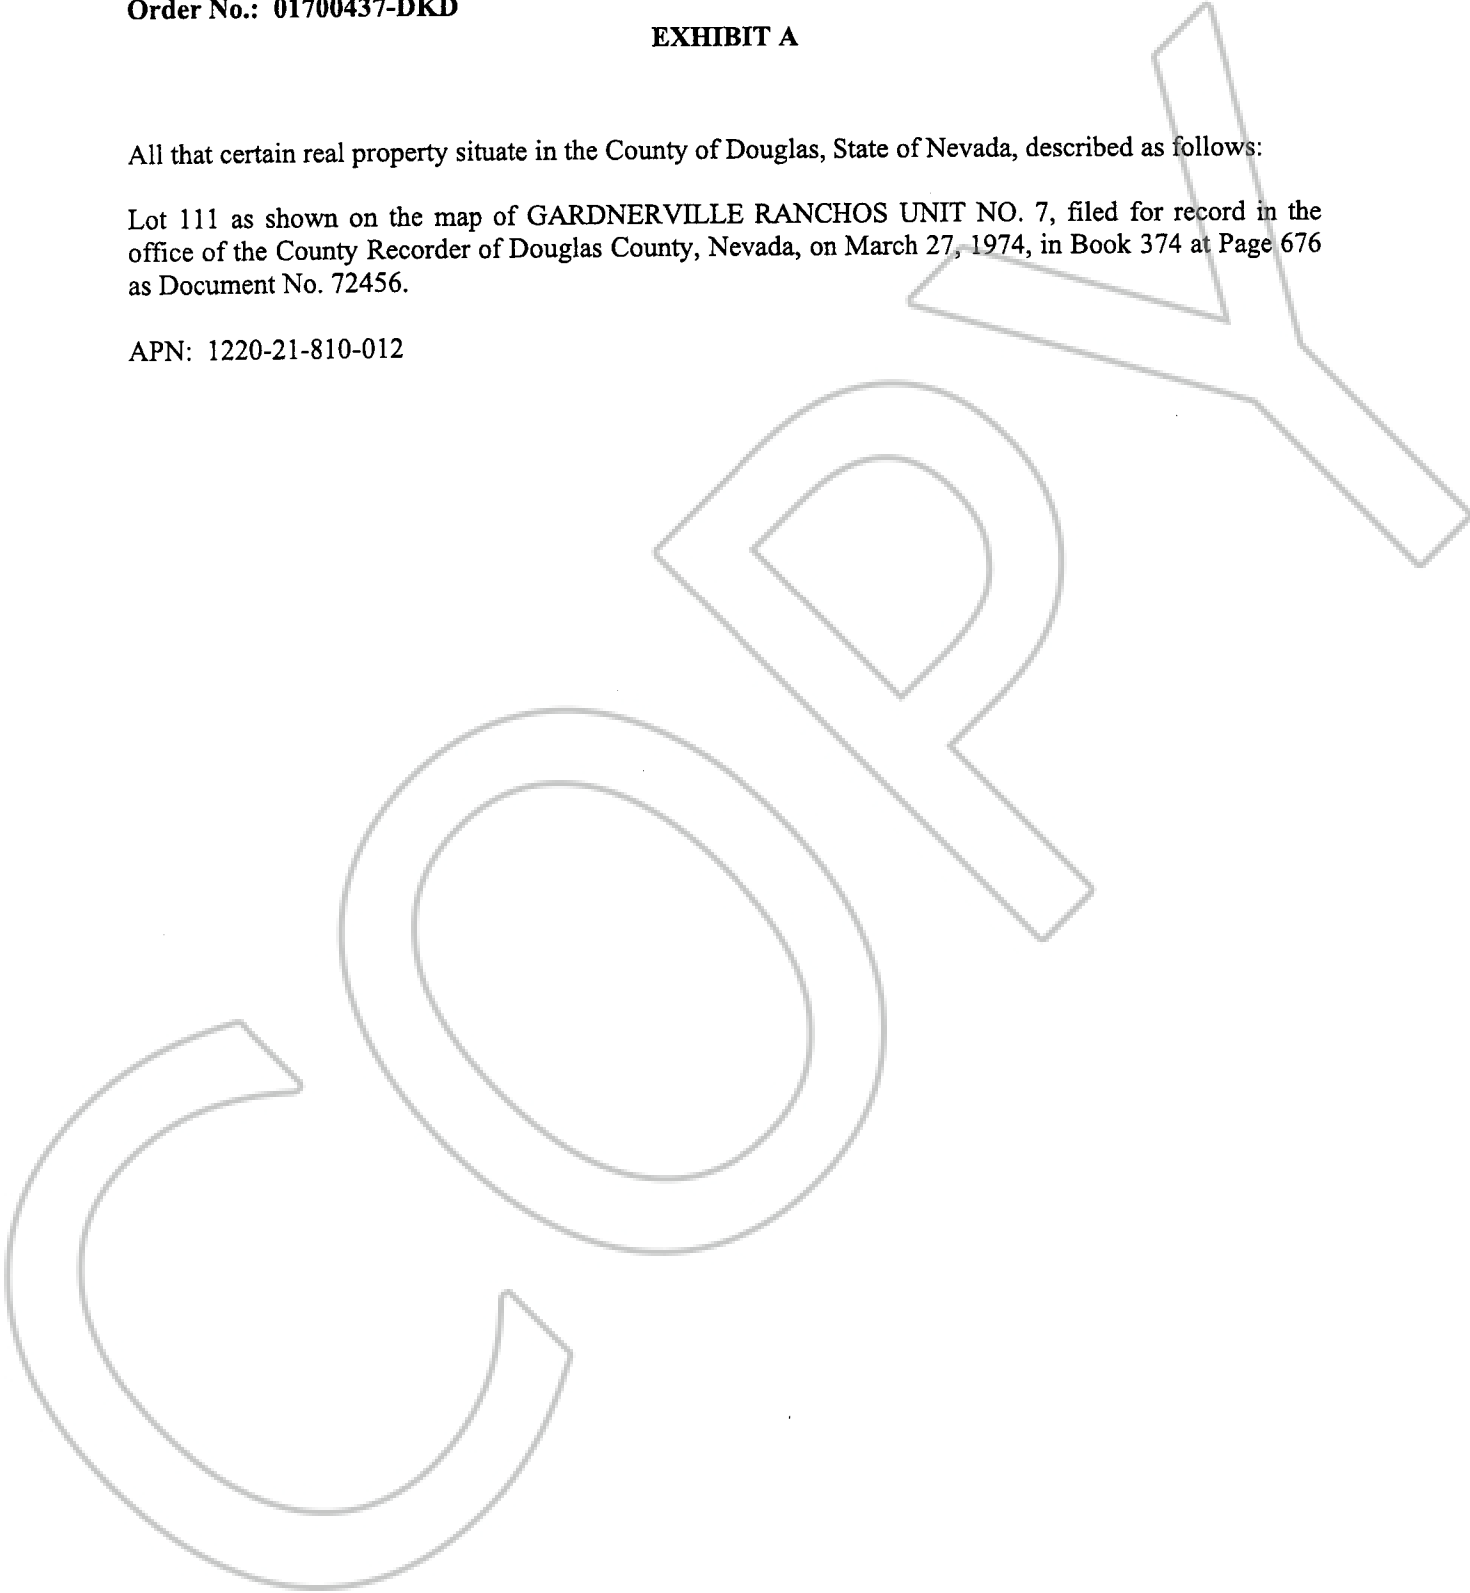 Order No.: 01700437-DKD
EXHIBIT A
All that certain real property situate in the County of Douglas, State of Nevada, described as follows:
Lot 111 as shown on the map of GARDNERVILLE RANCHOS UNIT NO. 7, filed for record in the
office of the County Recorder of Douglas County, Nevada, on March 27, 1974, in Book 374 at Page 676
as Document No. 72456.
APN: 1220-21-810-012
COPY